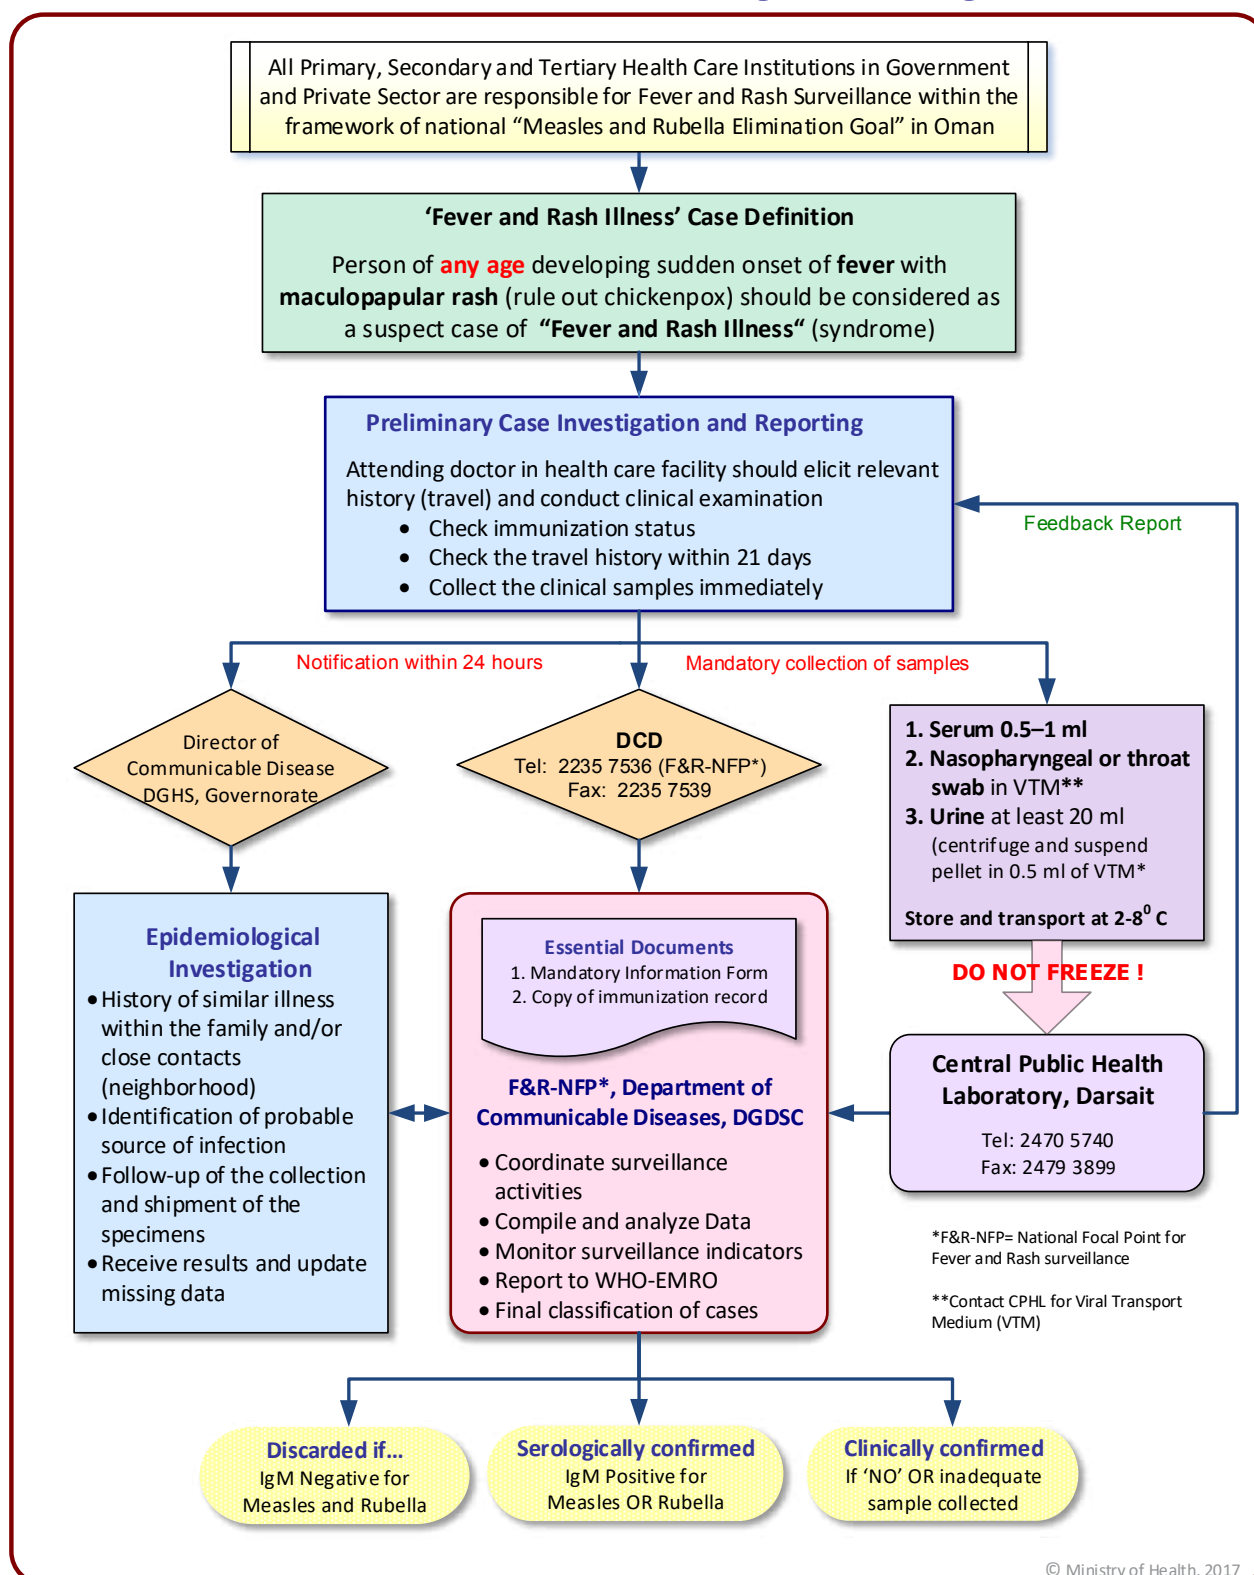 All Primary, Secondary and Tertiary Health Care Institutions in Government
and Private Sector are responsible for Fever and Rash Surveillance within the
framework of national “Measles and Rubella Elimination Goal” in Oman
‘Fever and Rash Illness’ Case Definition
Person of any age developing sudden onset of fever with
maculopapular rash (rule out chickenpox) should be considered as
a suspect case of “Fever and Rash Illness“ (syndrome)
Preliminary Case Investigation and Reporting
Attending doctor in health care facility should elicit relevant
history (travel) and conduct clinical examination
• Check immunization status
• Check the travel history within 21 days
• Collect the clinical samples immediately
Feedback Report
Notification within 24 hours
Mandatory collection of samples
Director of
Communicable Disease
DGHS, Governorate
DCD
Tel: 2235 7536 (F&R-NFP*)
Fax: 2235 7539
1. Serum 0.5–1 ml
2. Nasopharyngeal or throat
swab in VTM**
3. Urine at least 20 ml
(centrifuge and suspend
pellet in 0.5 ml of VTM*
Store and transport at 2-8⁰ C
DO NOT FREEZE !
Epidemiological
Investigation
• History of similar illness
within the family and/or
close contacts
(neighborhood)
• Identification of probable
source of infection
• Follow-up of the collection
and shipment of the
specimens
• Receive results and update
missing data
Essential Documents
1. Mandatory Information Form
2. Copy of immunization record
F&R-NFP*, Department of
Communicable Diseases, DGDSC
• Coordinate surveillance
activities
• Compile and analyze Data
• Monitor surveillance indicators
• Report to WHO-EMRO
• Final classification of cases
Central Public Health
Laboratory, Darsait
Tel: 2470 5740
Fax: 2479 3899
*F&R-NFP= National Focal Point for
Fever and Rash surveillance
**Contact CPHL for Viral Transport
Medium (VTM)
Discarded if...
IgM Negative for
Measles and Rubella
Serologically confirmed
IgM Positive for
Measles OR Rubella
Clinically confirmed
If ‘NO’ OR inadequate
sample collected
© Ministry of Health, 2017